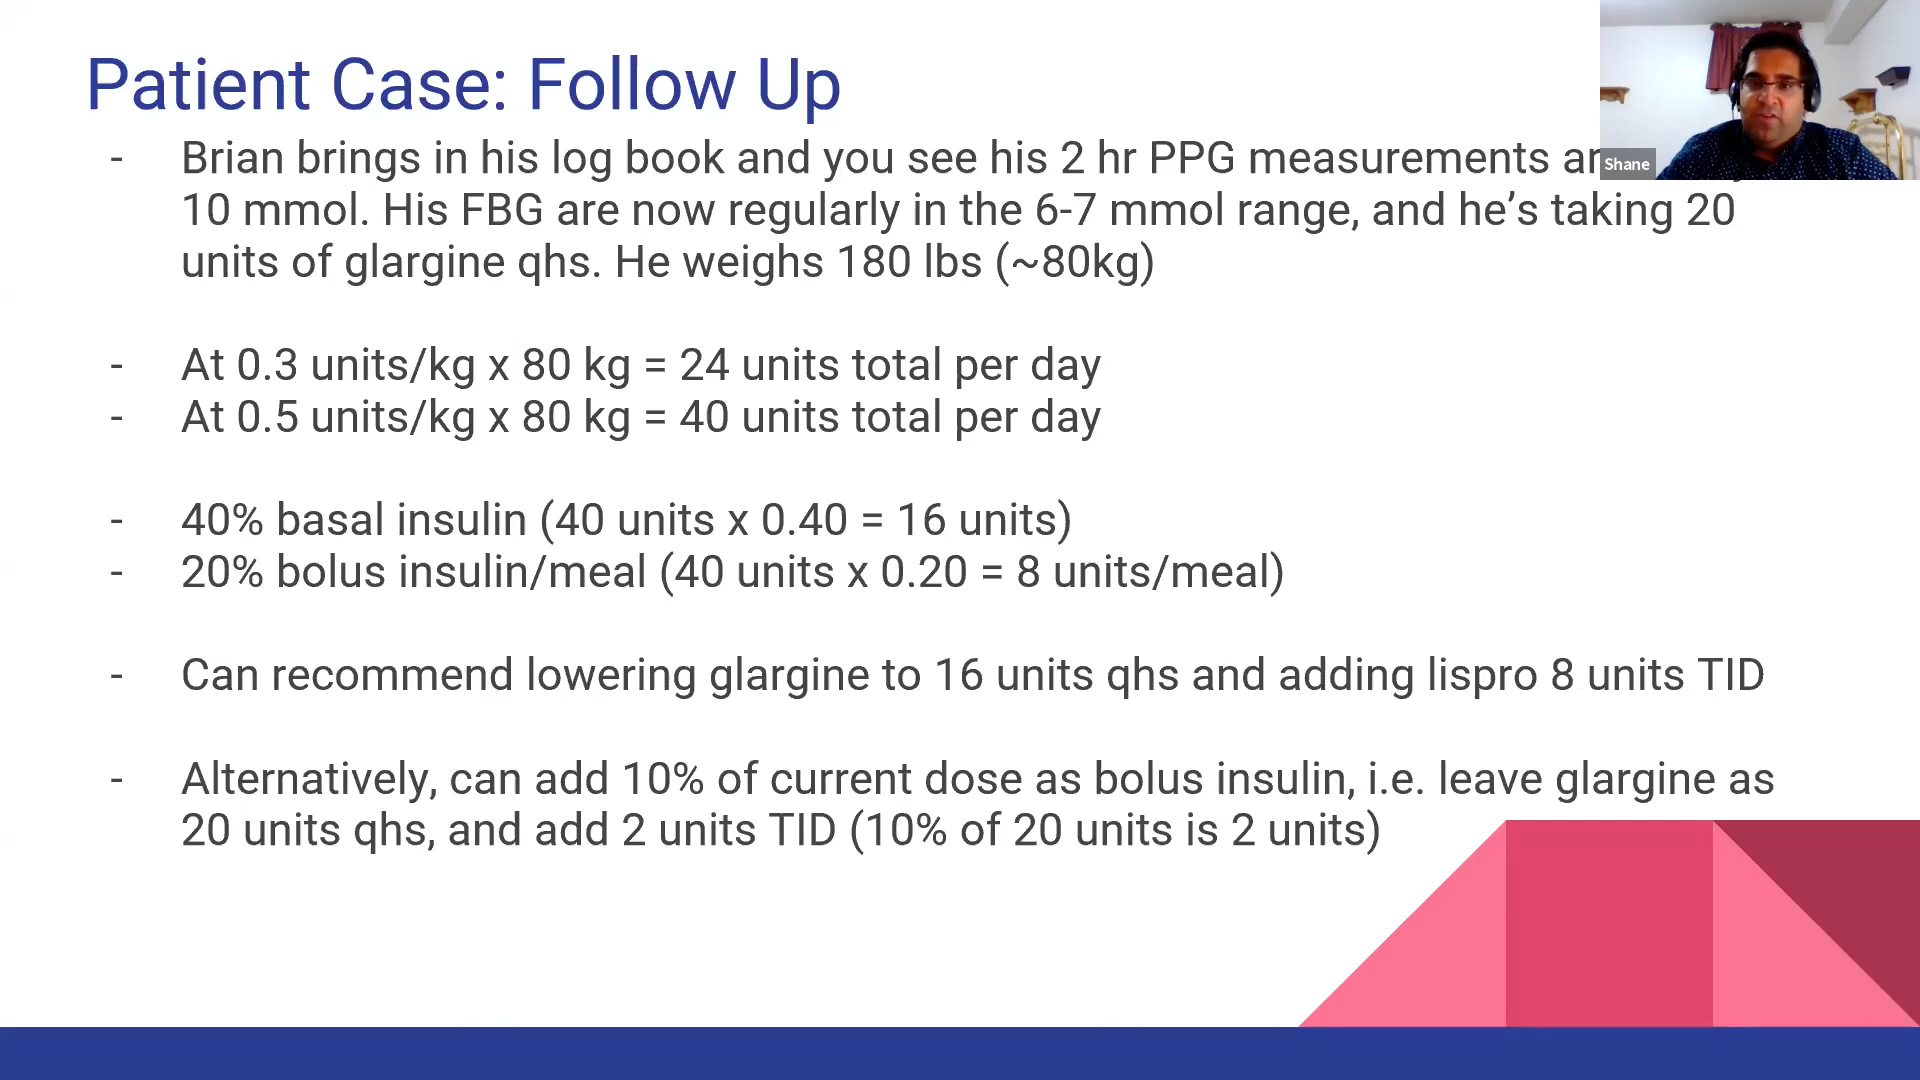 Patient Case: Follow Up
- Brian brings in his log book and you see his 2 hr PPG measurements
10 mmol. His FBG are now regularly in the 6-7 mmol range, and he’s taking 20
units of glargine qhs. He weighs 180 lbs (~80kg)
- At 0.3 units/kg x 80 kg = 24 units total per day
- At 0.5 units/kg x 80 kg = 40 units total per day
- 40% basal insulin (40 units x 0.40 = 16 units)
- 20% bolus insulin/meal (40 units x 0.20 = 8 units/meal)
- Can recommend lowering glargine to 16 units qhs and adding lispro 8 units TID
- Alternatively, can add 10% of current dose as bolus insulin, i.e. leave glargine as
20 units qhs, and add 2 units TID (10% of 20 units is 2 units)
Shane